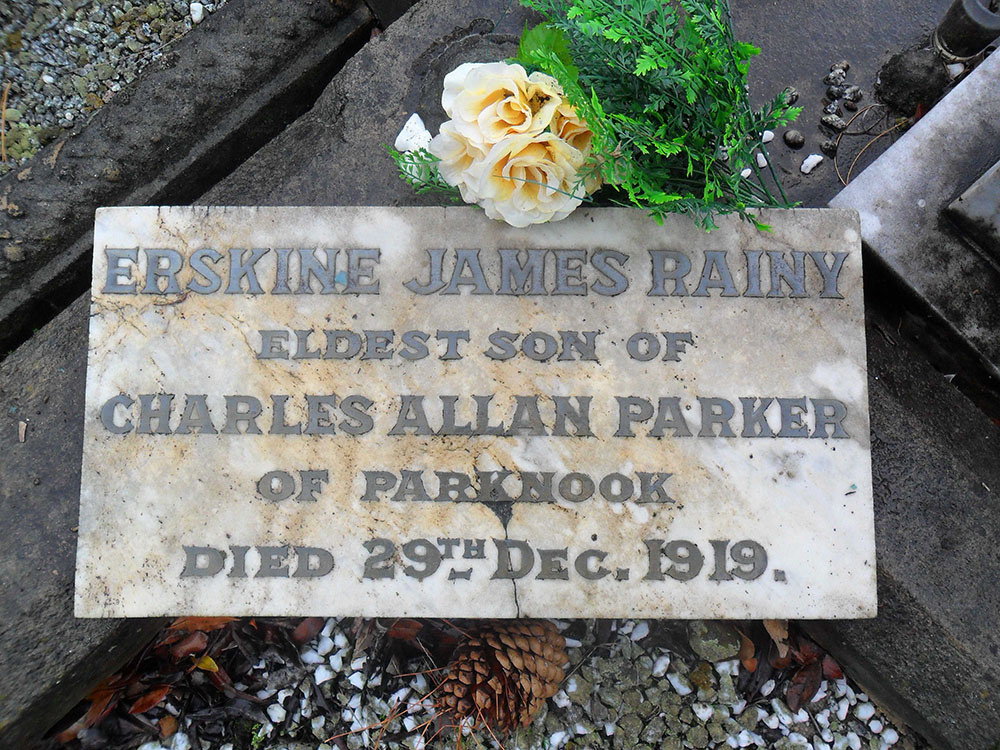 ERSKINE JAMES RAINY
ELDEST SON OF
CHARLES ALLAN PARKER
OF PARKNOOK
DIED 29TH DEC. 1919.